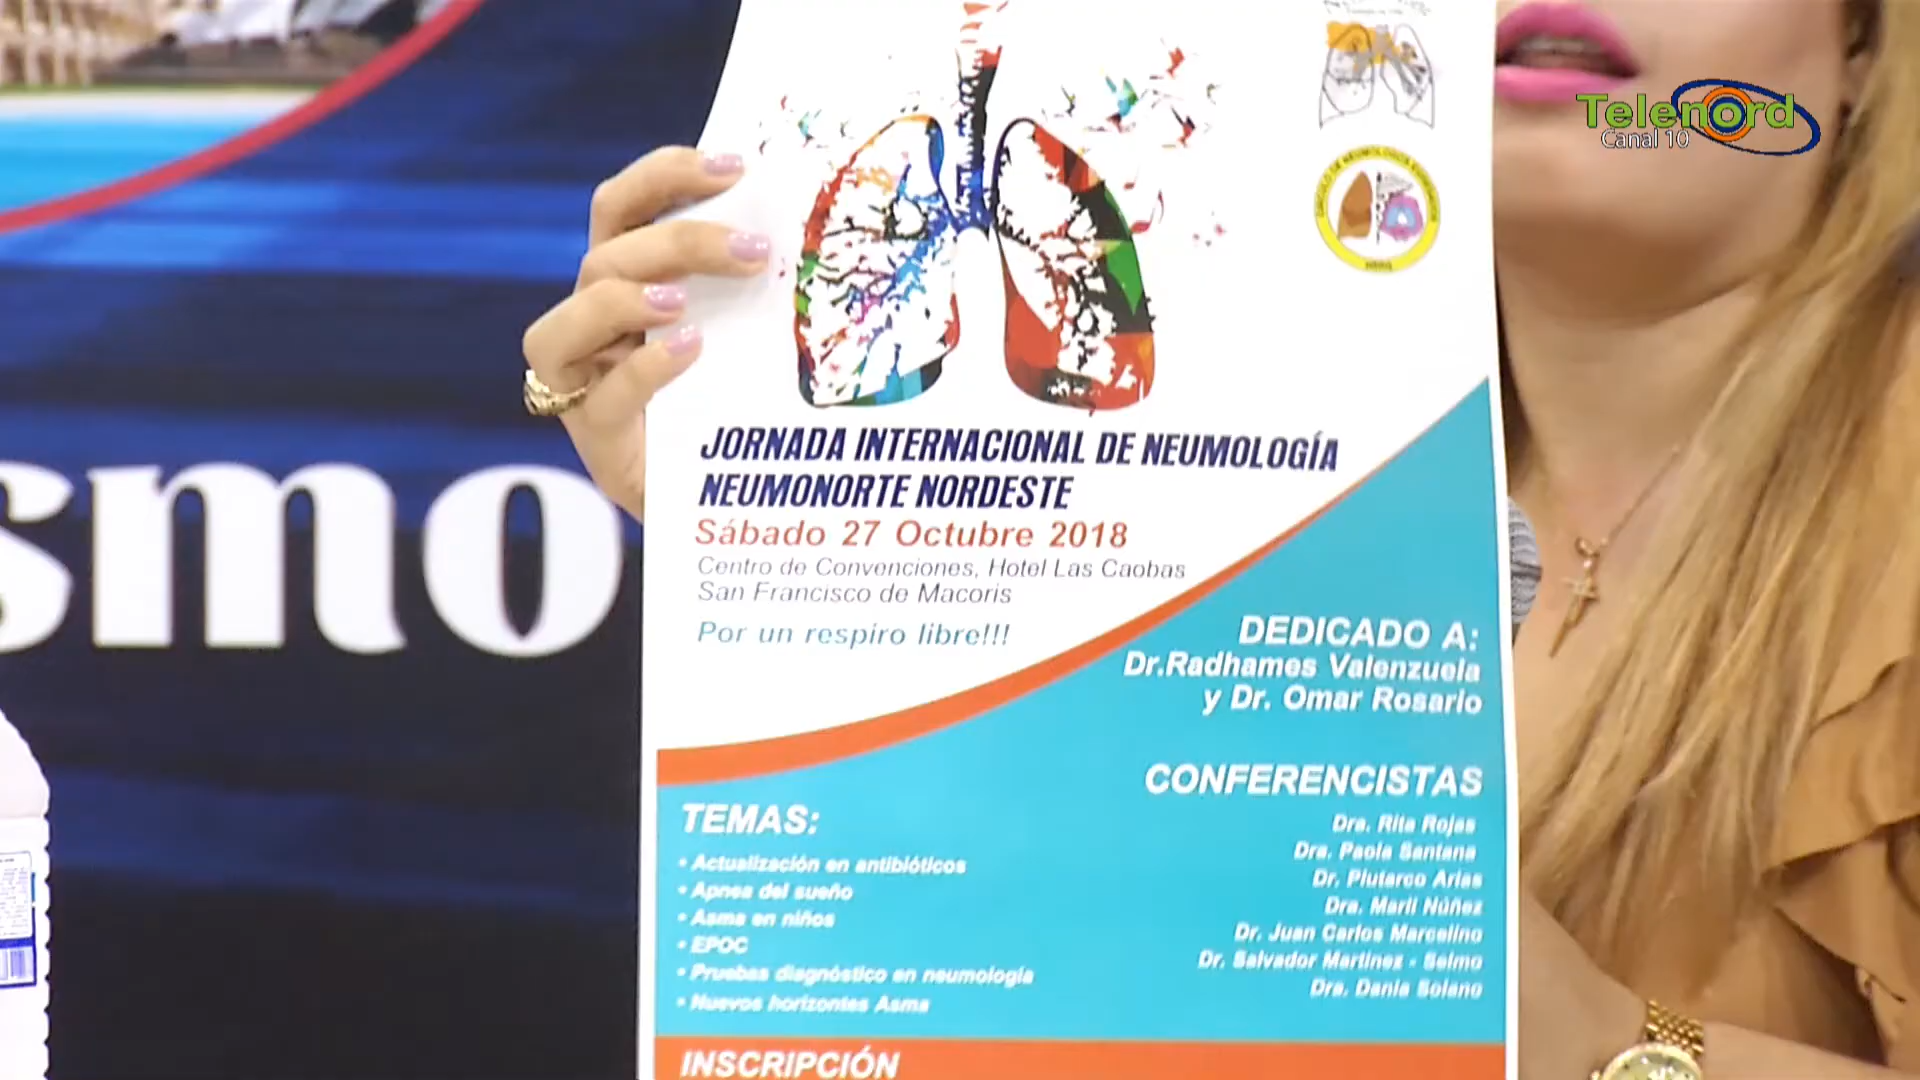 Telenord
Canal 10
smo
JORNADA INTERNACIONAL DE NEUMOLOGÍA
NEUMONORTE NORDESTE
Sábado 27 Octubre 2018
Centro de Convenciones, Hotel Las Caobas
San Francisco de Macoris
Por un respiro libre!!!
DEDICADO A:
Dr.Radhames Valenzuela
y Dr. Omar Rosario
CONFERENCISTAS
Dra. Rita Rojas
Dra. Paola Santana
Dr. Plutarco Arias
Dra. Maril Núñez
Dr. Juan Carlos Marcelino
Dr. Salvador Martinez - Selmo
Dra. Dania Solano
TEMAS:
• Actualización en antibióticos
• Apnea del sueño
• Asma en niños
• EPOC
• Pruebas diagnóstico en neumología
• Nuevos horizontes Asma
INSCRIPCIÓN